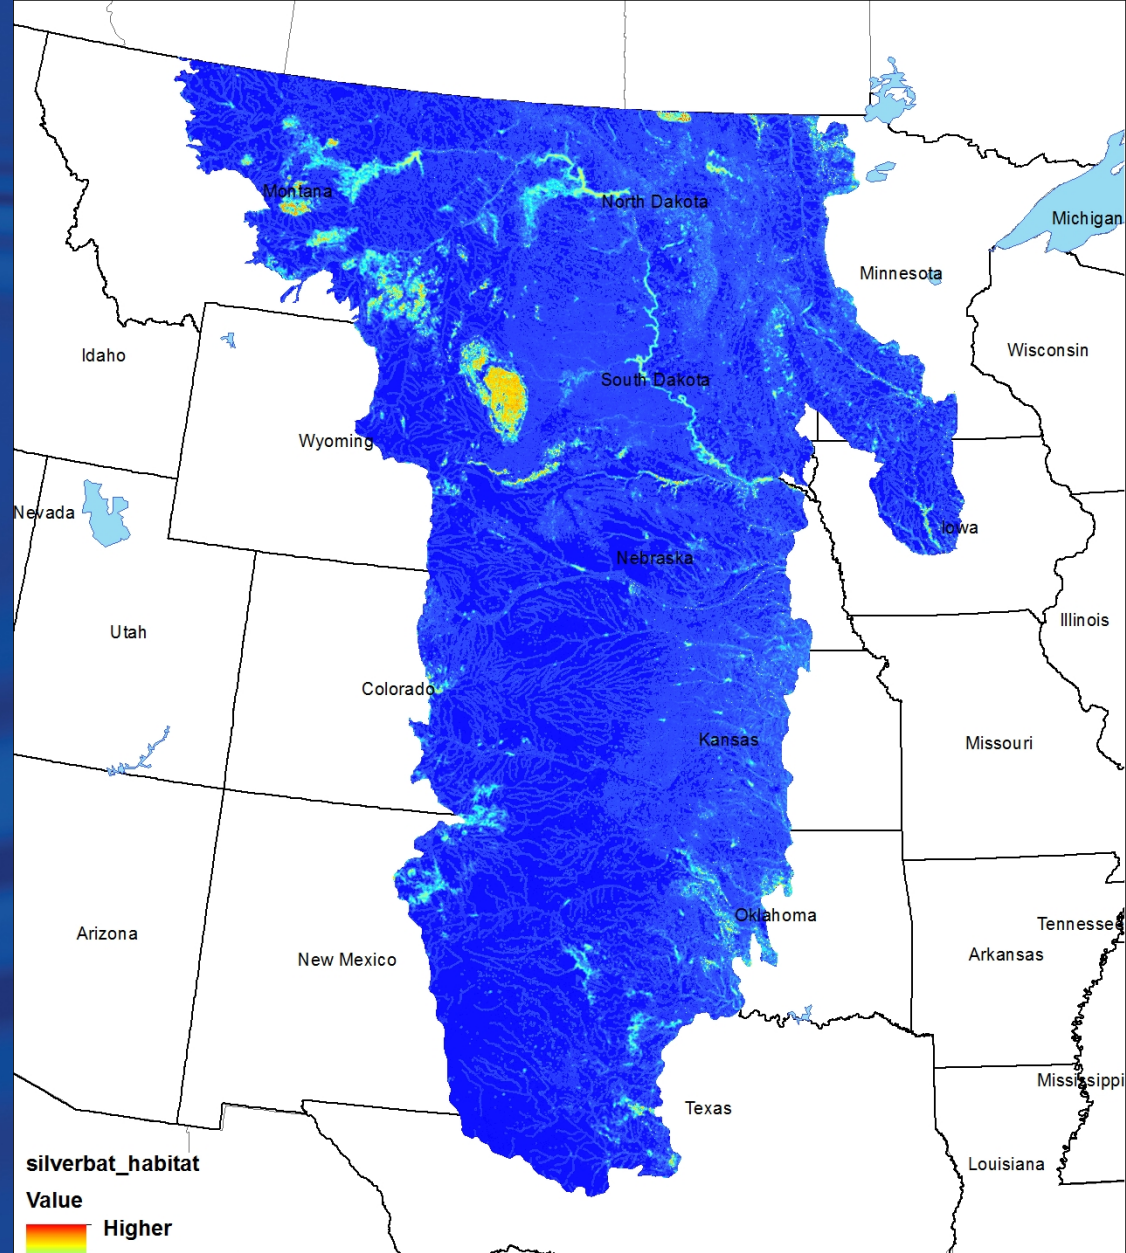 Montana
North Dakota
Michigan
Minnesota
Idaho
Wisconsin
South Dakota
Wyoming
Nevada
Iowa
Nebraska
Illinois
Utah
Colorado
Kansas
Missouri
Oklahoma
Tennessee
Arizona
Arkansas
New Mexico
Mississippi
Texas
silverbat_habitat
Louisiana
Value
Higher